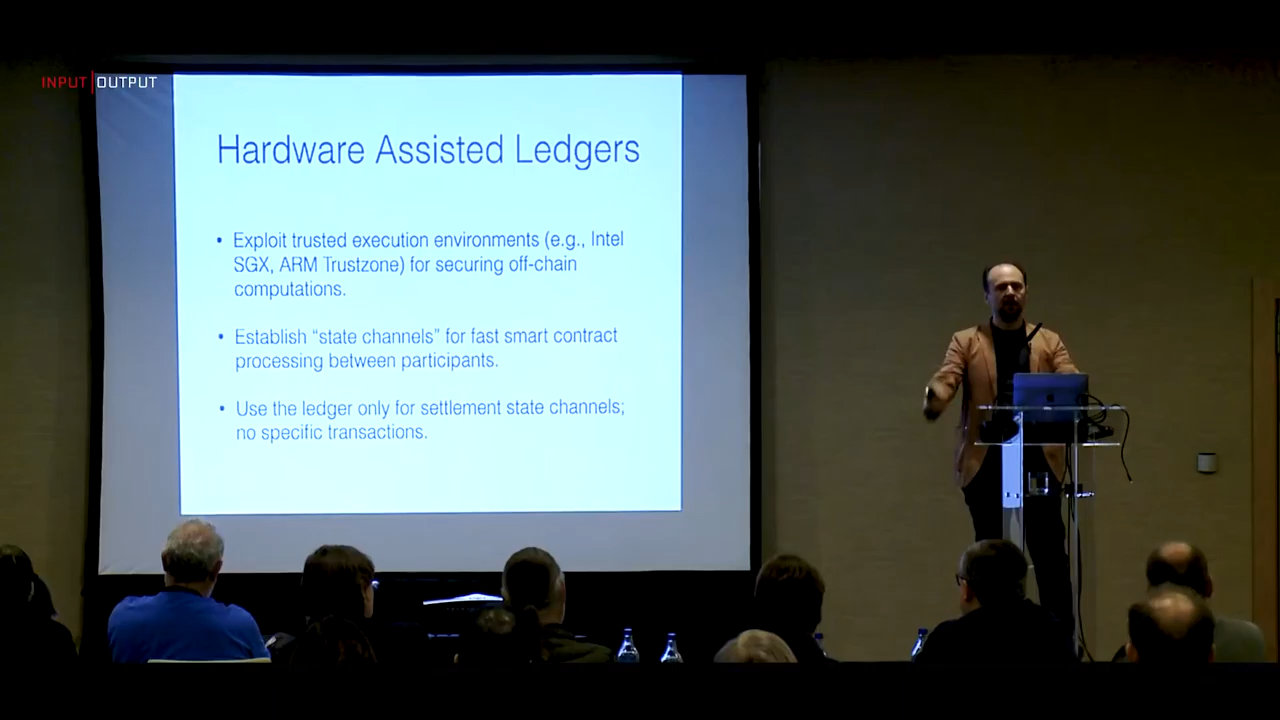 INPUT|OUTPUT
Hardware Assisted Ledgers
• Exploit trusted execution environments (e.g., Intel
SGX, ARM Trustzone) for securing off-chain
computations.
• Establish “state channels” for fast smart contract
processing between participants.
• Use the ledger only for settlement state channels;
no specific transactions.